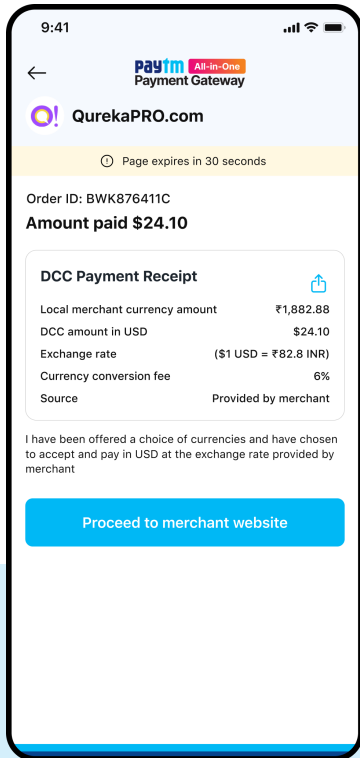 9:41
Paytm All-in-One
Payment Gateway
Q! QurekaPRO.com
Page expires in 30 seconds
Order ID: BWK876411C
Amount paid $24.10
DCC Payment Receipt
Local merchant currency amount ₹1,882.88
DCC amount in USD $24.10
Exchange rate ($1 USD = ₹82.8 INR)
Currency conversion fee 6%
Source Provided by merchant
I have been offered a choice of currencies and have chosen
to accept and pay in USD at the exchange rate provided by
merchant
Proceed to merchant website